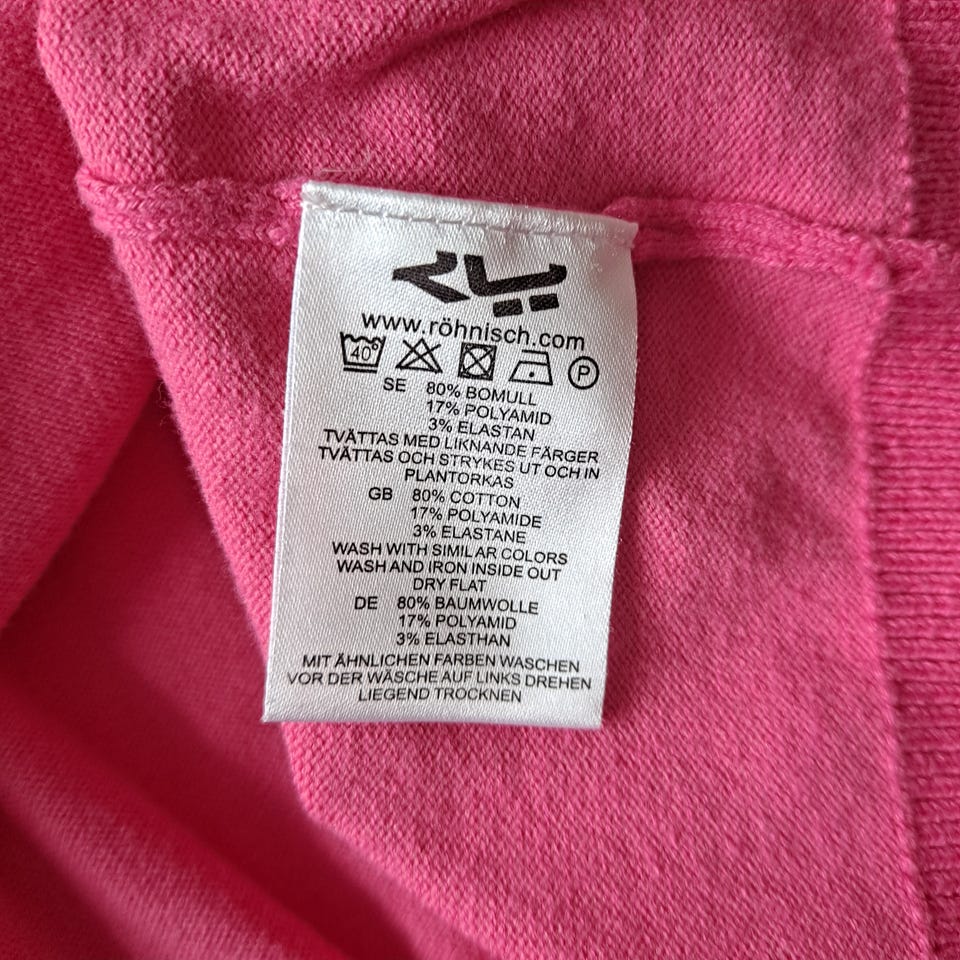 www.röhnisch.com
40°
P
SE 80% BOMULL
17% POLYAMID
3% ELASTAN
TVÄTTAS MED LIKNANDE FÄRGER
TVÄTTAS OCH STRYKES UT OCH IN
PLANTORKAS
GB 80% COTTON
17% POLYAMIDE
3% ELASTANE
WASH WITH SIMILAR COLORS
WASH AND IRON INSIDE OUT
DRY FLAT
DE 80% BAUMWOLLE
17% POLYAMID
3% ELASTHAN
MIT ÄHNLICHEN FARBEN WASCHEN
VOR DER WÄSCHE AUF LINKS DREHEN
LIEGEND TROCKNEN